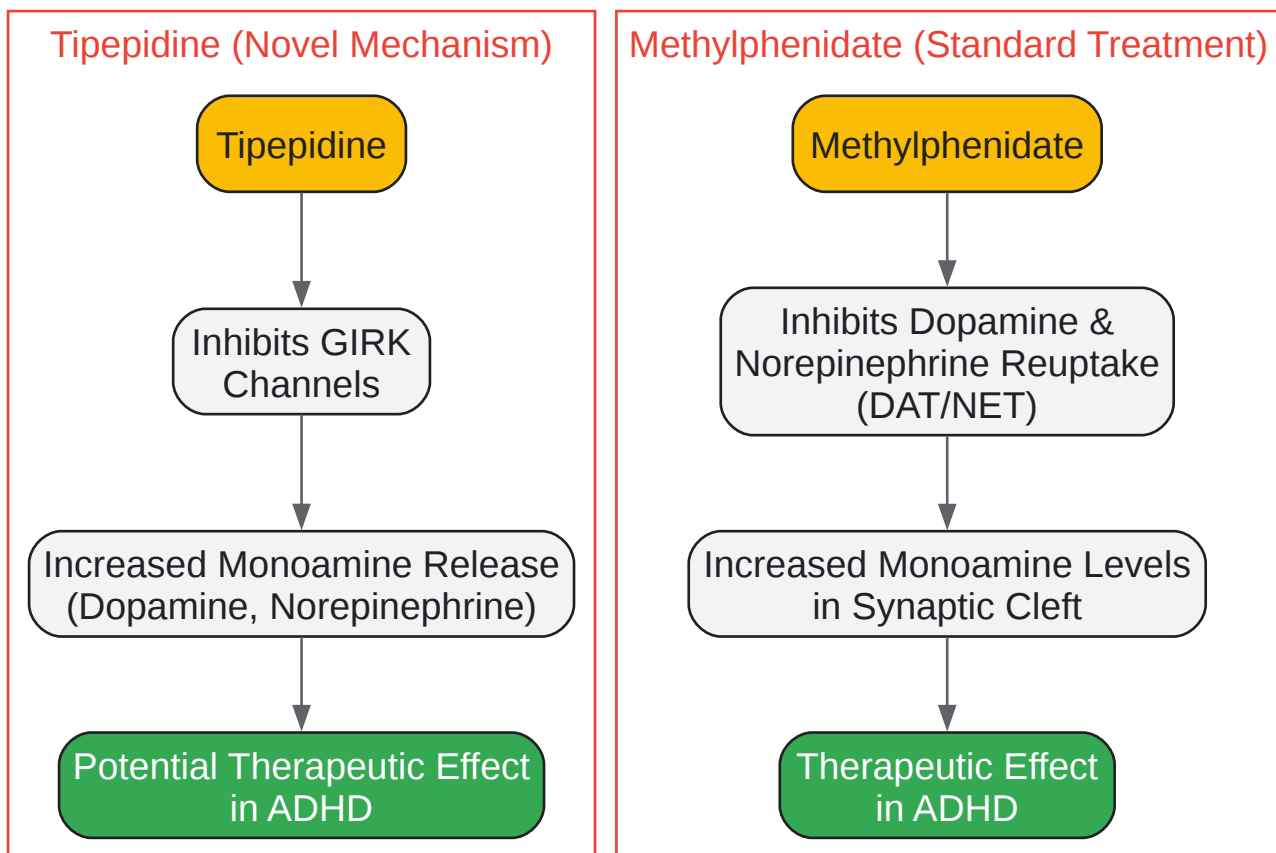 Tipepidine (Novel Mechanism)
Tipepidine
Inhibits GIRK
Channels
Increased Monoamine Release
(Dopamine, Norepinephrine)
Potential Therapeutic Effect
in ADHD
Methylphenidate (Standard Treatment)
Methylphenidate
Inhibits Dopamine &
Norepinephrine Reuptake
(DAT/NET)
Increased Monoamine Levels
in Synaptic Cleft
Therapeutic Effect
in ADHD